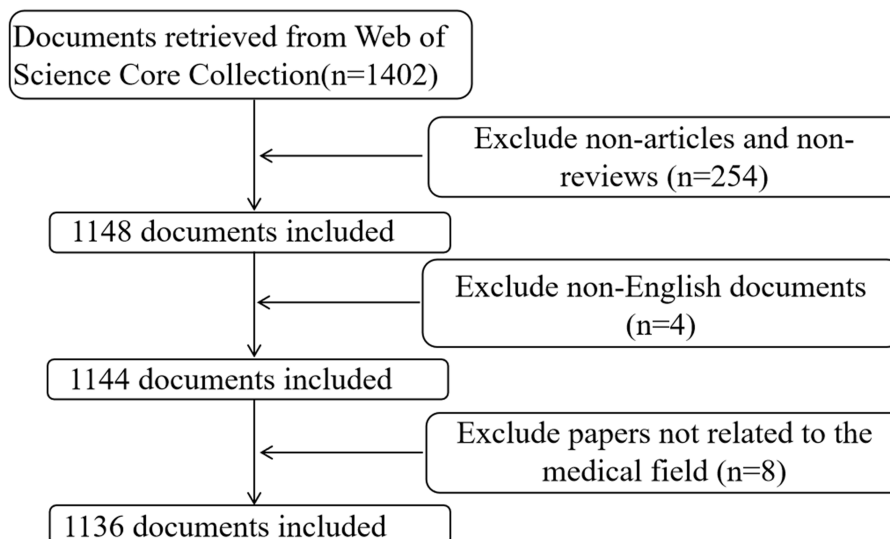 Documents retrieved from Web of
Science Core Collection(n=1402)
Exclude non-articles and non-
reviews (n=254)
1148 documents included
Exclude non-English documents
(n=4)
1144 documents included
Exclude papers not related to the
medical field (n=8)
1136 documents included